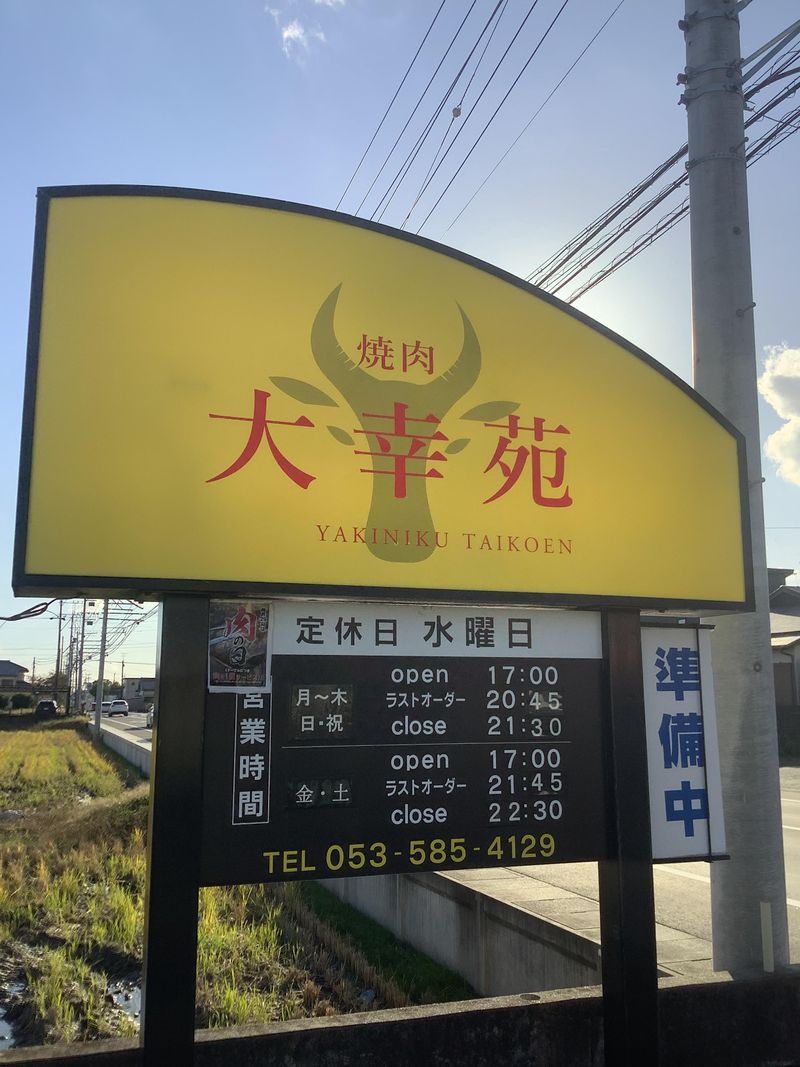 焼肉
大幸苑
YAKINIKU TAIKOEN
肉
の日
定休日 水曜日
営業時間
月〜木
日・祝
open 17:00
ラストオーダー 20:45
close 21:30
金・土
open 17:00
ラストオーダー 21:45
close 22:30
TEL 053-585-4129
準備中